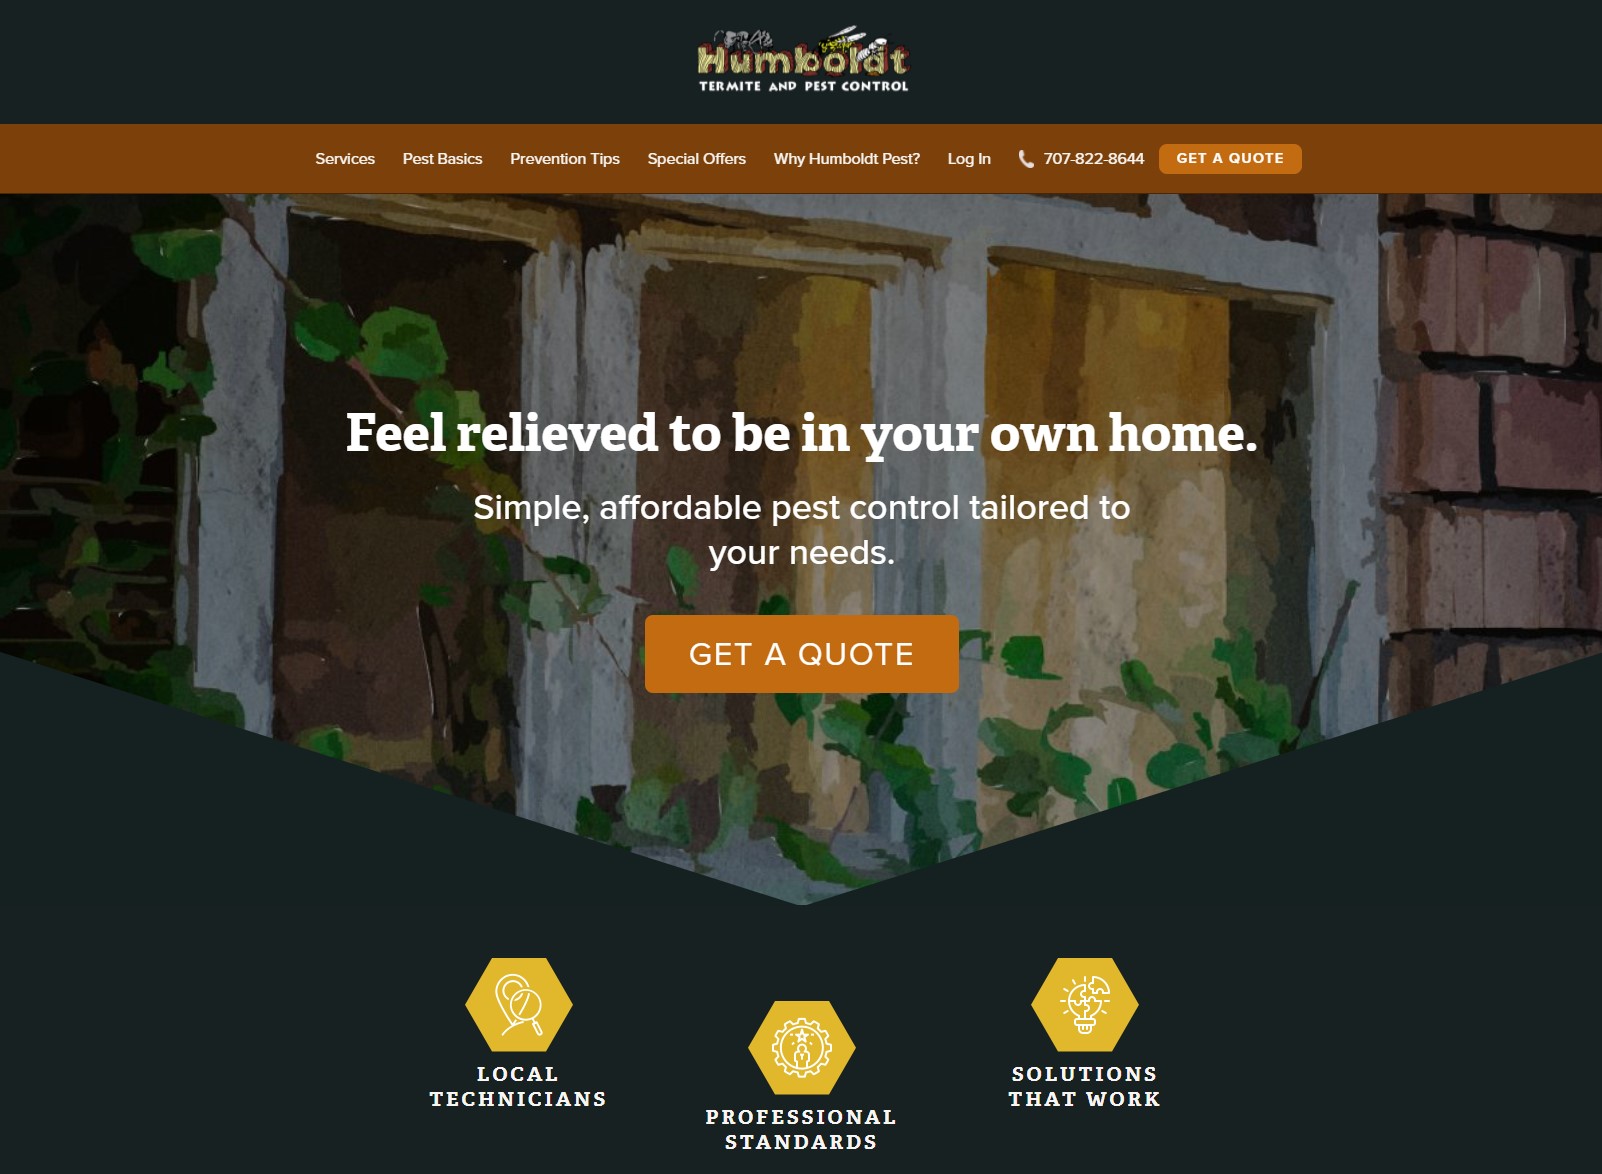 Humboldt
TERMITE AND PEST CONTROL
Services Pest Basics Prevention Tips Special Offers Why Humboldt Pest? Log In 707-822-8644 GET A QUOTE
Feel relieved to be in your own home.
Simple, affordable pest control tailored to
your needs.
GET A QUOTE
LOCAL
TECHNICIANS
PROFESSIONAL
STANDARDS
SOLUTIONS
THAT WORK